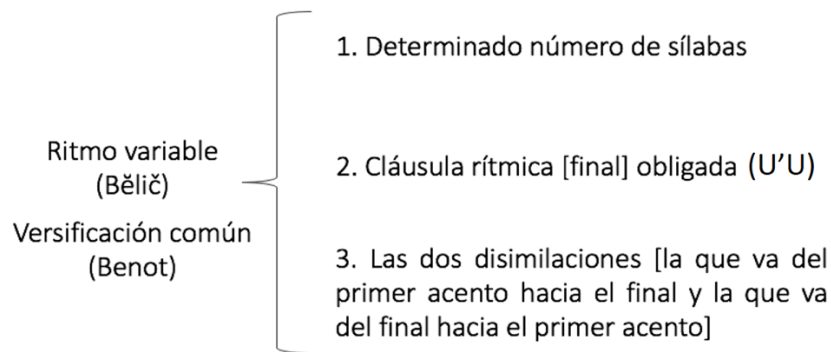 Ritmo variable
(Bělič)
Versificación común
(Benot)
1. Determinado número de sílabas
2. Cláusula rítmica [final] obligada (U’U)
3. Las dos disimilaciones [la que va del
primer acento hacia el final y la que va
del final hacia el primer acento]